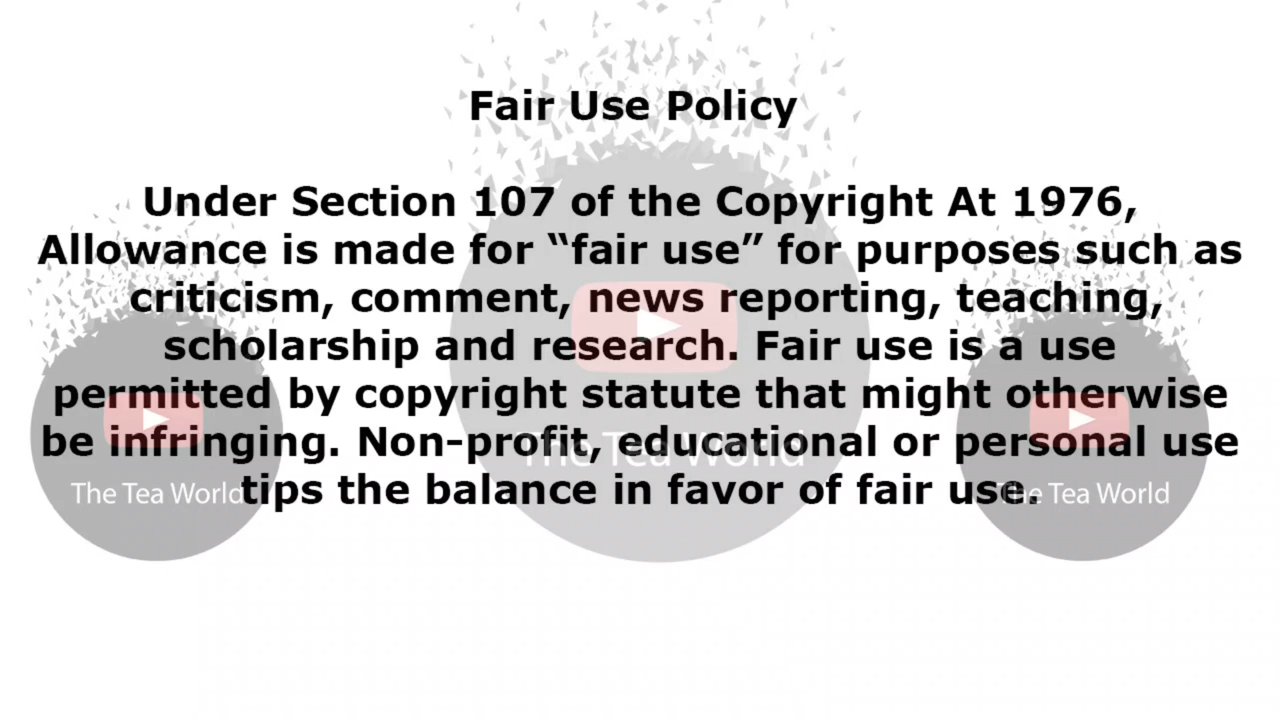 Fair Use Policy
Under Section 107 of the Copyright At 1976,
Allowance is made for “fair use” for purposes such as
criticism, comment, news reporting, teaching,
scholarship and research. Fair use is a use
permitted by copyright statute that might otherwise
be infringing. Non-profit, educational or personal use
The Tea World
tips the balance in favor of fair use.
The Tea World
The Tea World